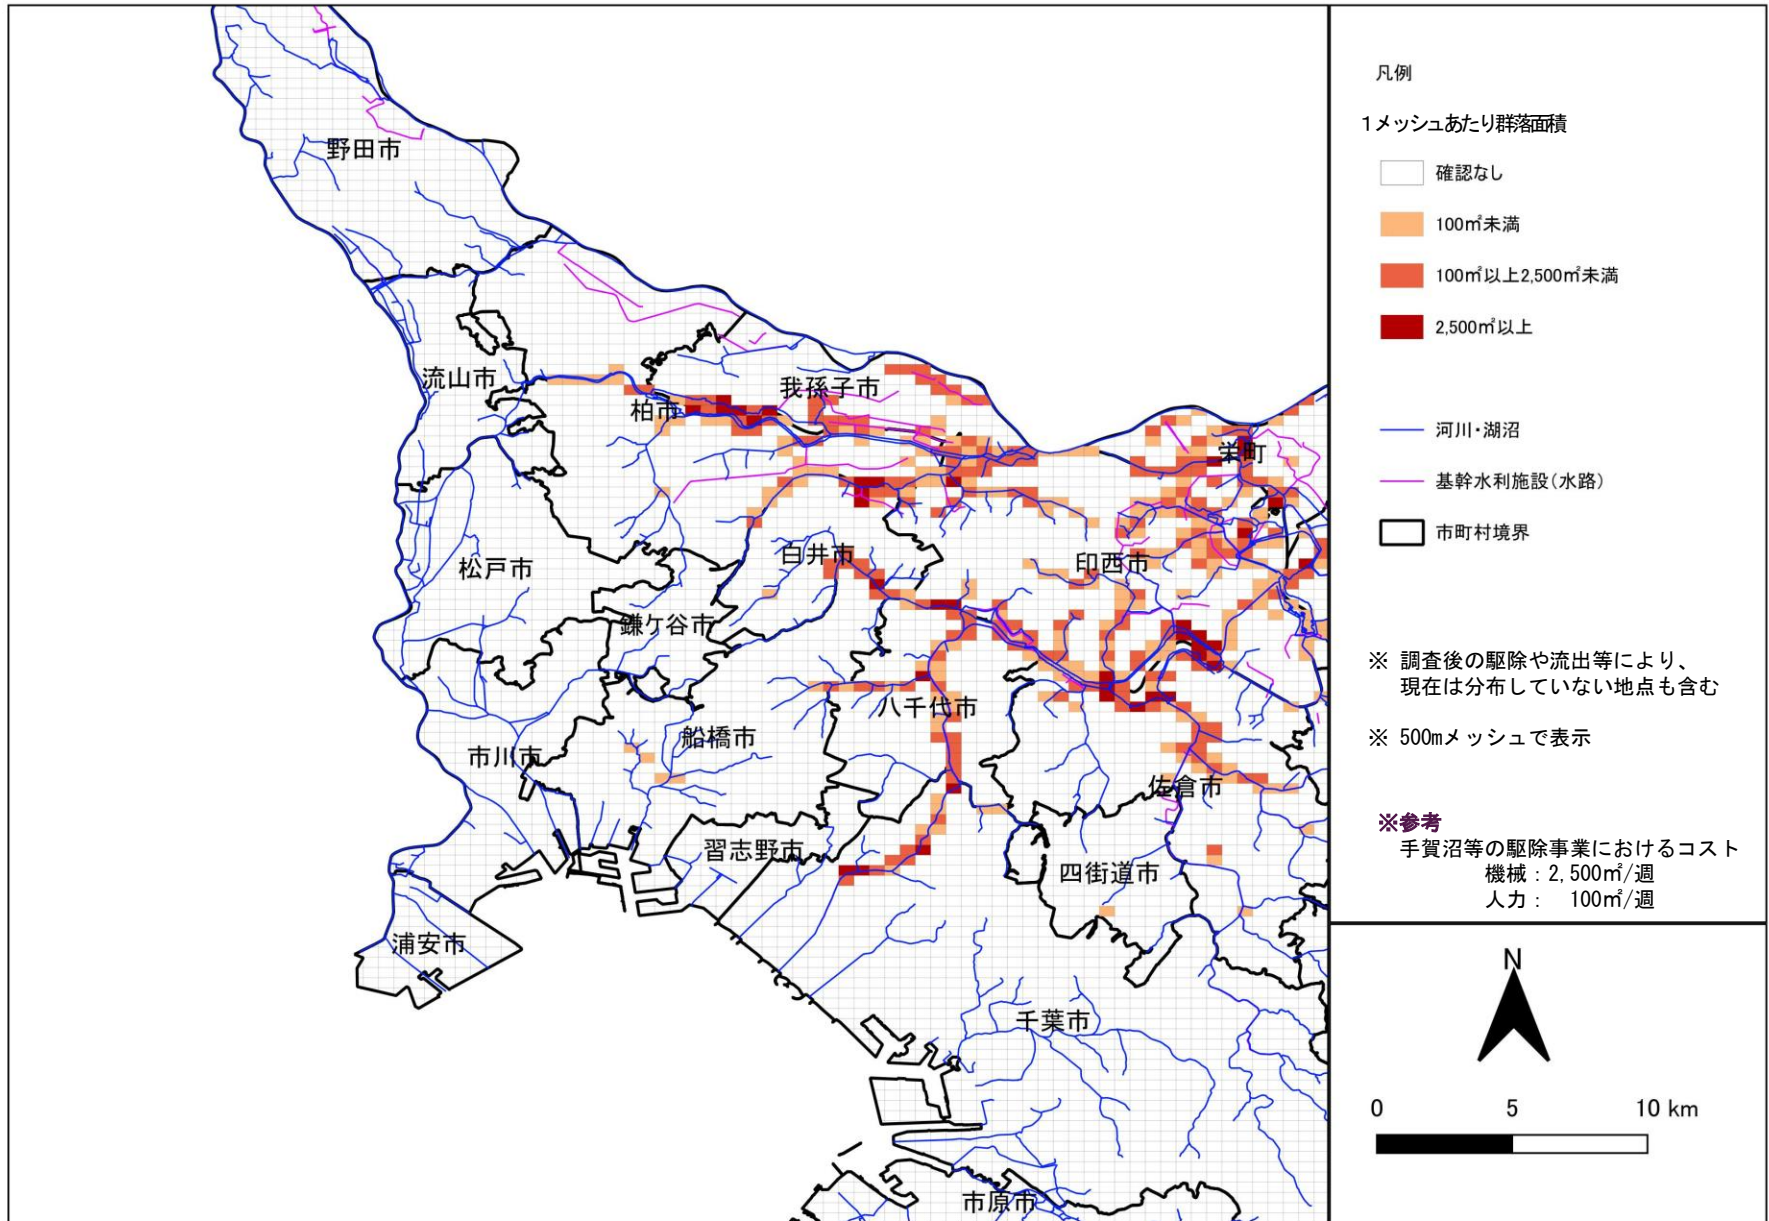 野田市
流山市
柏市
我孫子市
栄町
松戸市
白井市
印西市
鎌ケ谷市
八千代市
船橋市
市川市
佐倉市
習志野市
四街道市
浦安市
千葉市
市原市
凡例
1メッシュあたり群落面積
確認なし
100㎡未満
100㎡以上2,500㎡未満
2,500㎡以上
河川・湖沼
基幹水利施設(水路)
市町村境界
※ 調査後の駆除や流出等により、
現在は分布していない地点も含む
※ 500mメッシュで表示
※参考
手賀沼等の駆除事業におけるコスト
機械：2,500㎡/週
人力： 100㎡/週
N
0 5 10 km